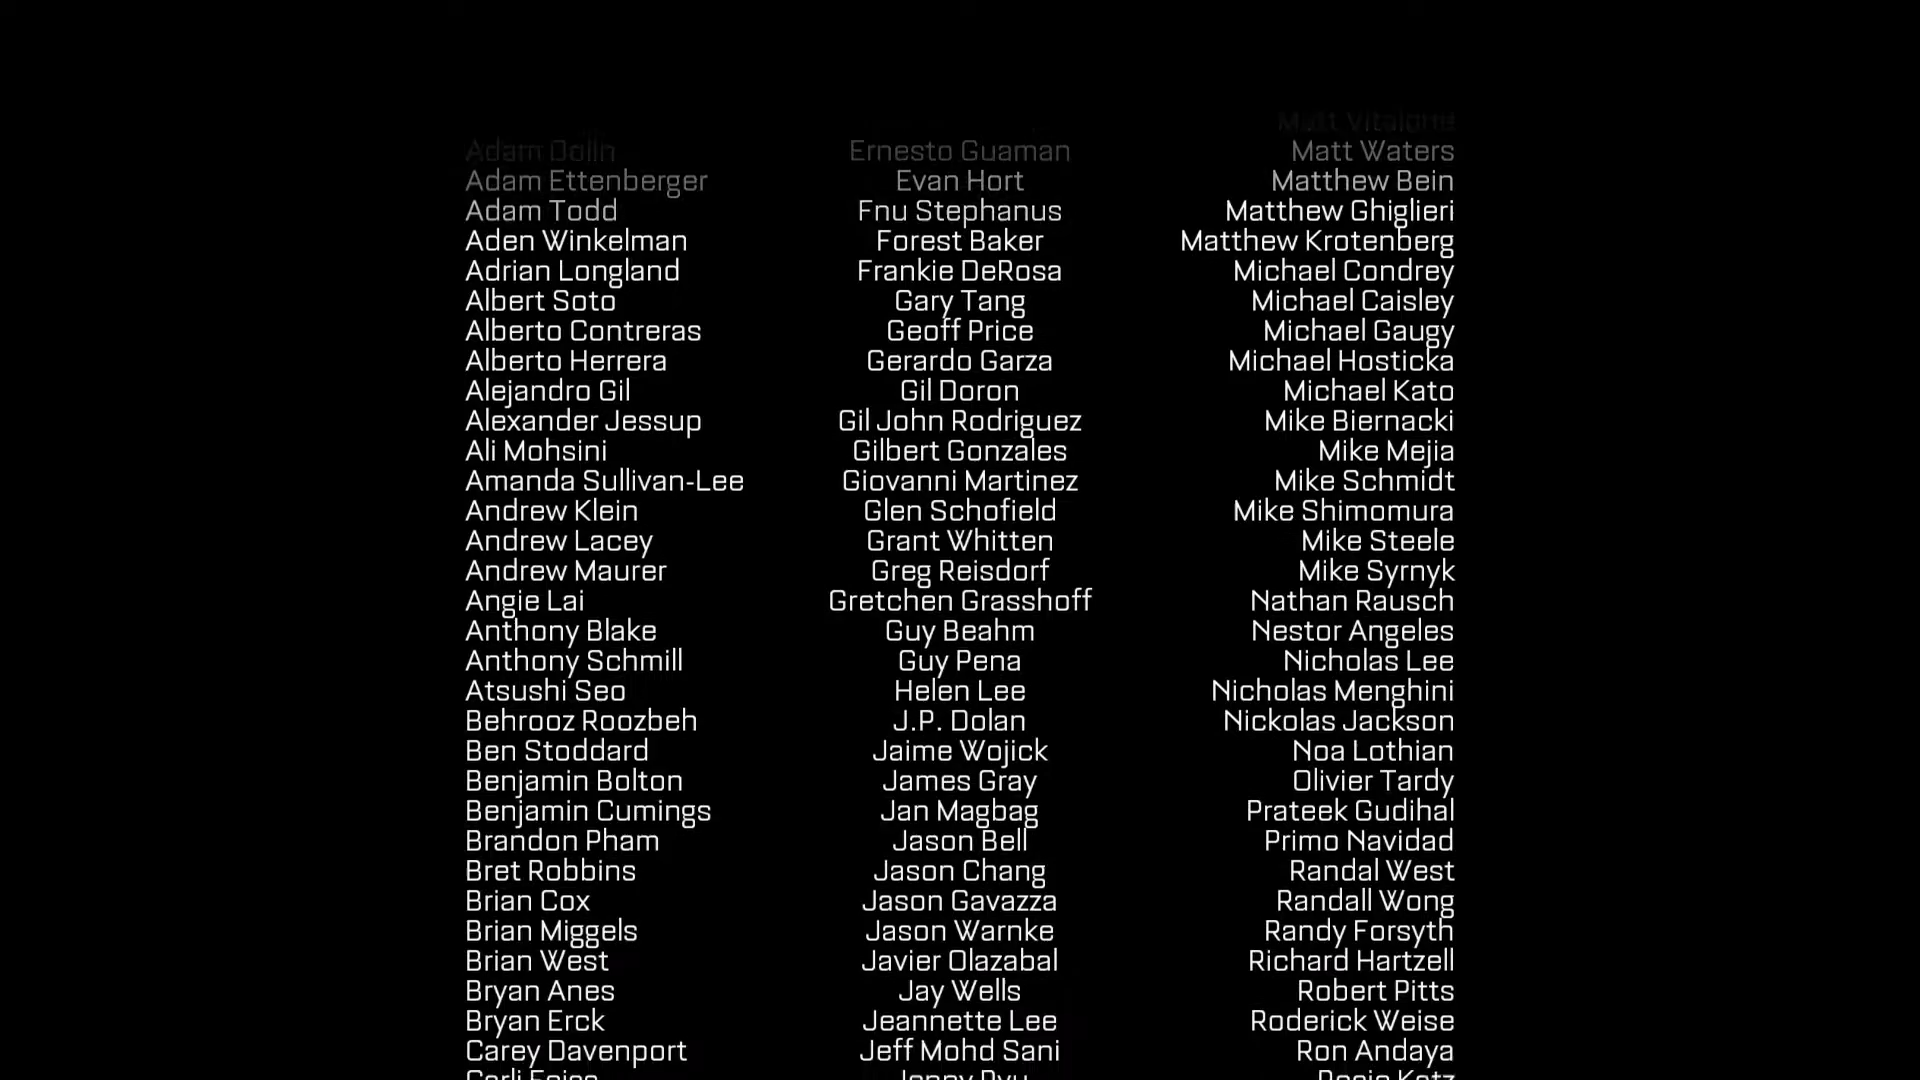 Adam Dolin
Adam Ettenberger
Adam Todd
Aden Winkelman
Adrian Longland
Albert Soto
Alberto Contreras
Alberto Herrera
Alejandro Gil
Alexander Jessup
Ali Mohsini
Amanda Sullivan-Lee
Andrew Klein
Andrew Lacey
Andrew Maurer
Angie Lai
Anthony Blake
Anthony Schmill
Atsushi Seo
Behrooz Roozbeh
Ben Stoddard
Benjamin Bolton
Benjamin Cumings
Brandon Pham
Bret Robbins
Brian Cox
Brian Miggels
Brian West
Bryan Anes
Bryan Erck
Carey Davenport
Ernesto Guaman
Evan Hort
Fnu Stephanus
Forest Baker
Frankie DeRosa
Gary Tang
Geoff Price
Gerardo Garza
Gil Doron
Gil John Rodriguez
Gilbert Gonzales
Giovanni Martinez
Glen Schofield
Grant Whitten
Greg Reisdorf
Gretchen Grasshoff
Guy Beahm
Guy Pena
Helen Lee
J.P. Dolan
Jaime Wojick
James Gray
Jan Magbag
Jason Bell
Jason Chang
Jason Gavazza
Jason Warnke
Javier Olazabal
Jay Wells
Jeannette Lee
Jeff Mohd Sani
Matt Vitalone
Matt Waters
Matthew Bein
Matthew Ghiglieri
Matthew Krotenberg
Michael Condrey
Michael Caisley
Michael Gaugy
Michael Hosticka
Michael Kato
Mike Biernacki
Mike Mejia
Mike Schmidt
Mike Shimomura
Mike Steele
Mike Syrnyk
Nathan Rausch
Nestor Angeles
Nicholas Lee
Nicholas Menghini
Nickolas Jackson
Noa Lothian
Olivier Tardy
Prateek Gudihal
Primo Navidad
Randal West
Randall Wong
Randy Forsyth
Richard Hartzell
Robert Pitts
Roderick Weise
Ron Andaya